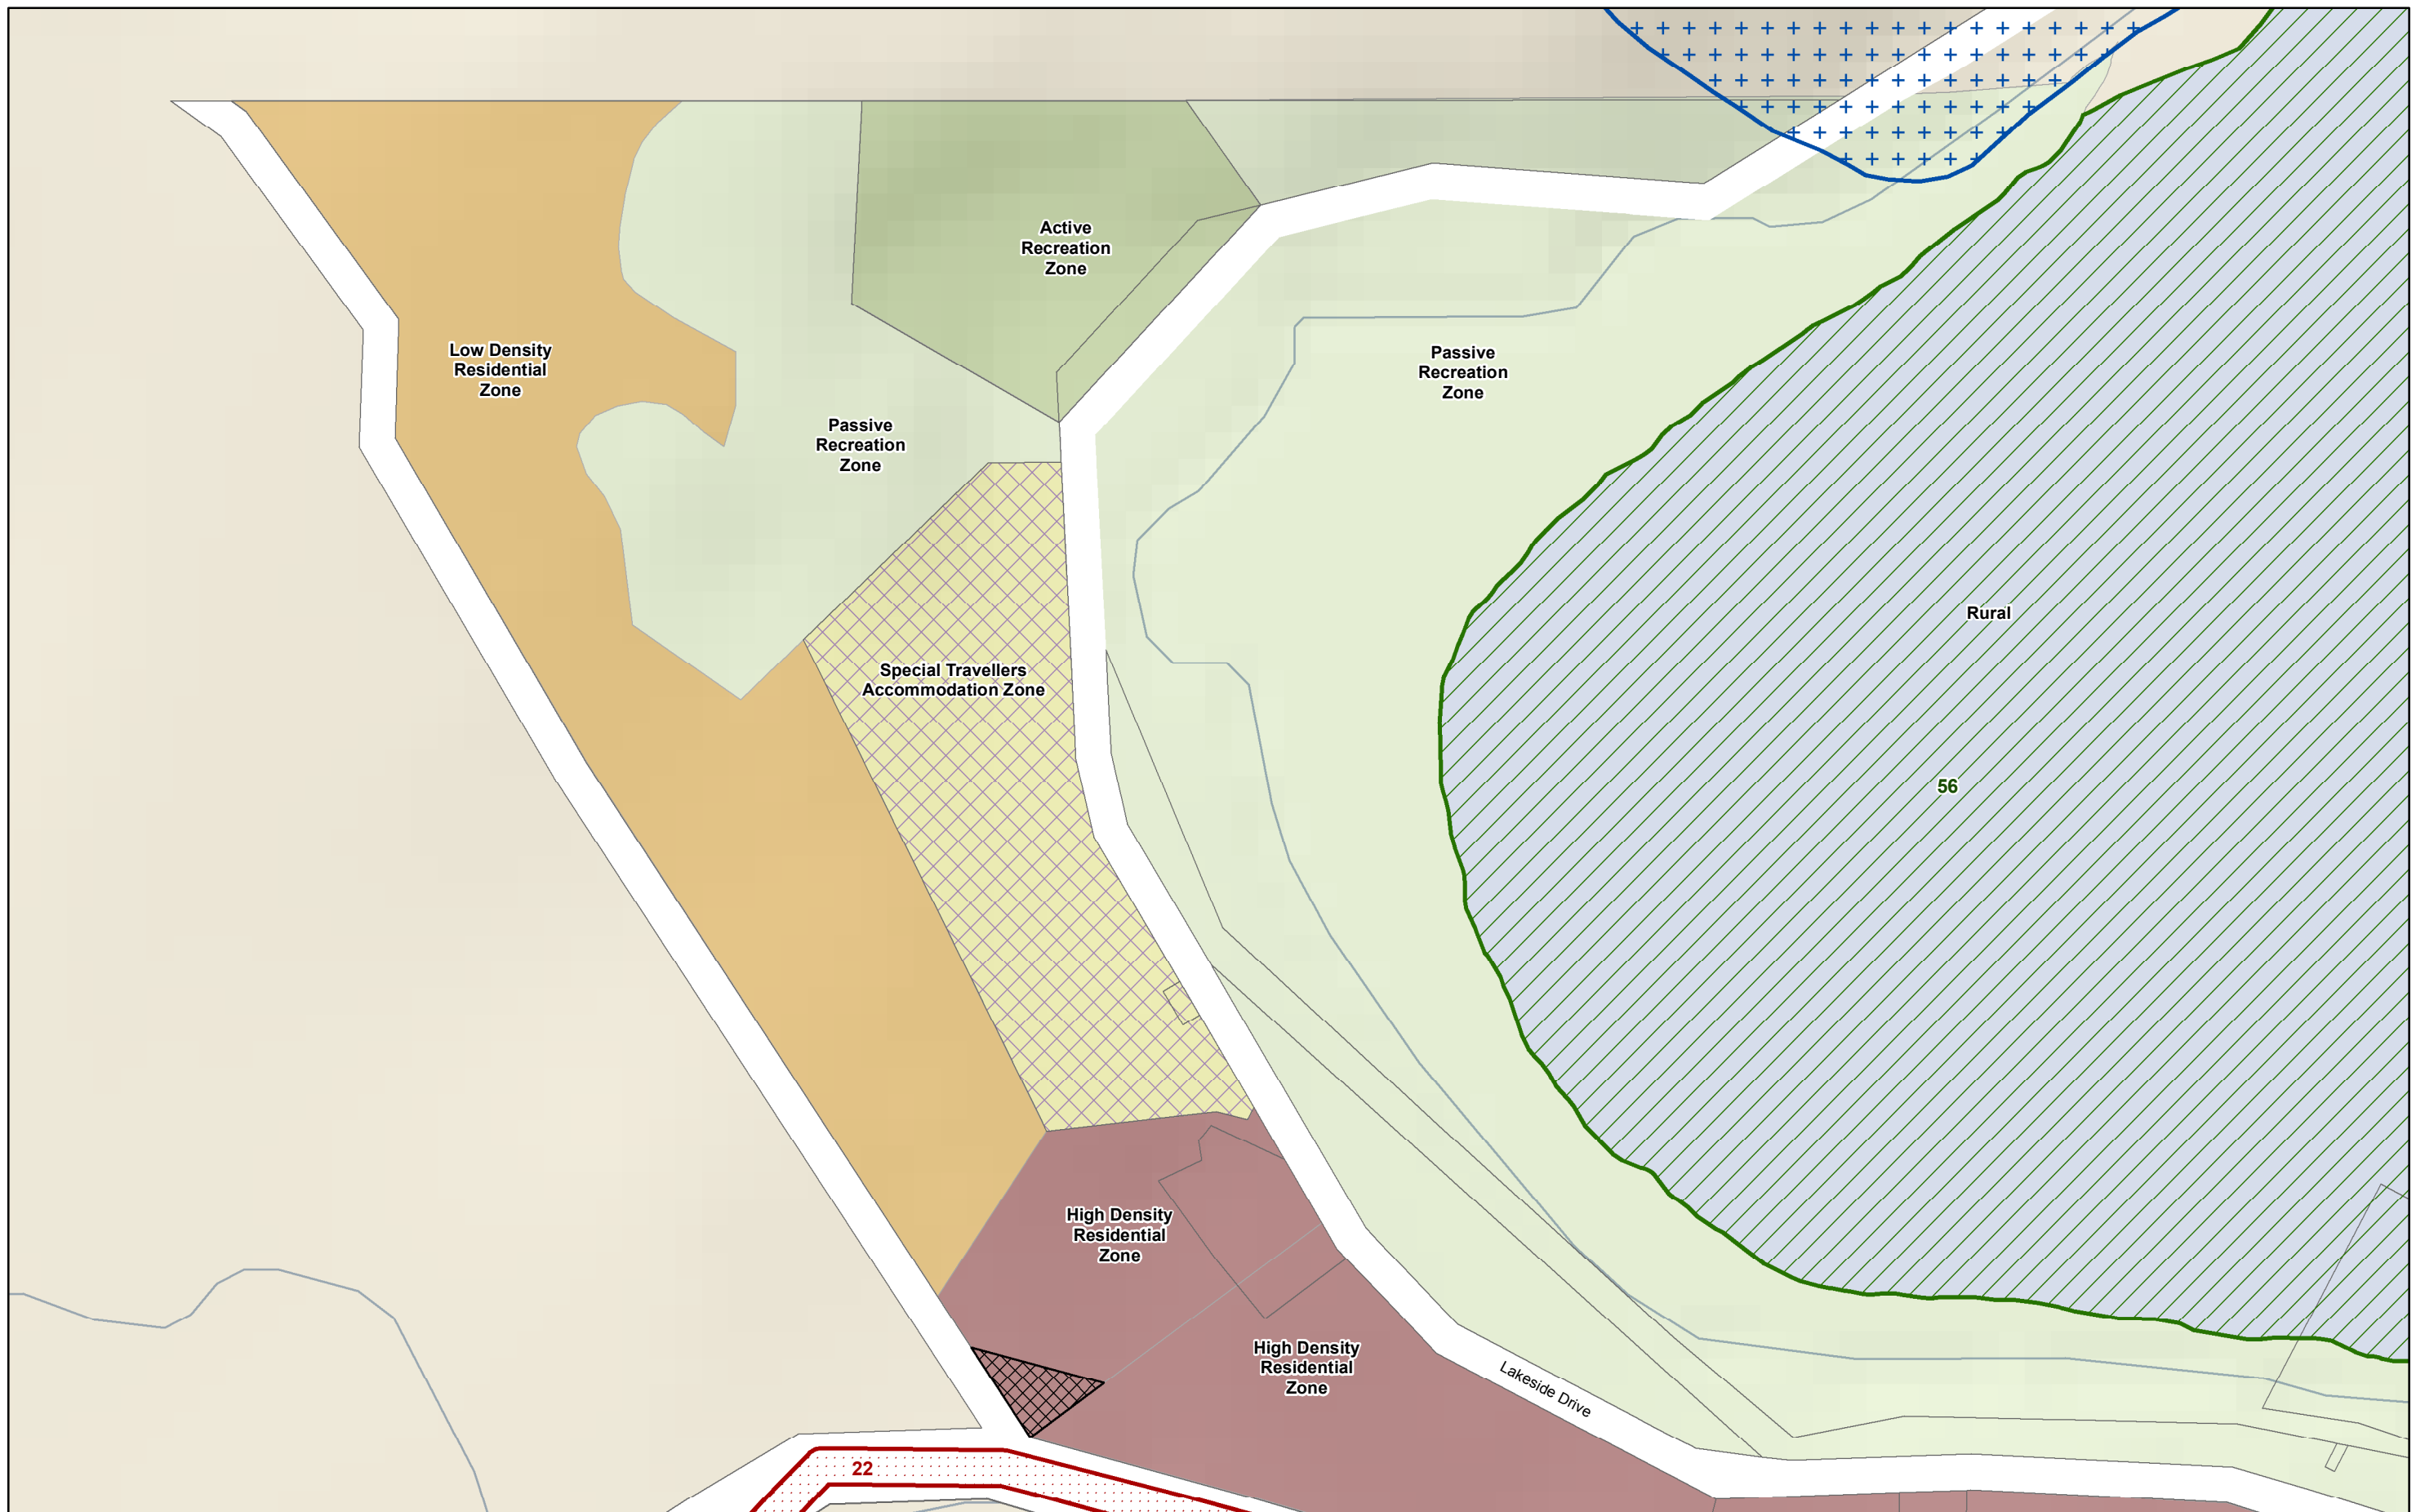 Active
Recreation
Zone
Low Density
Residential
Zone
Passive
Recreation
Zone
Passive
Recreation
Zone
Rural
Special Travellers
Accommodation Zone
56
High Density
Residential
Zone
High Density
Residential
Zone
Lakeside Drive
22